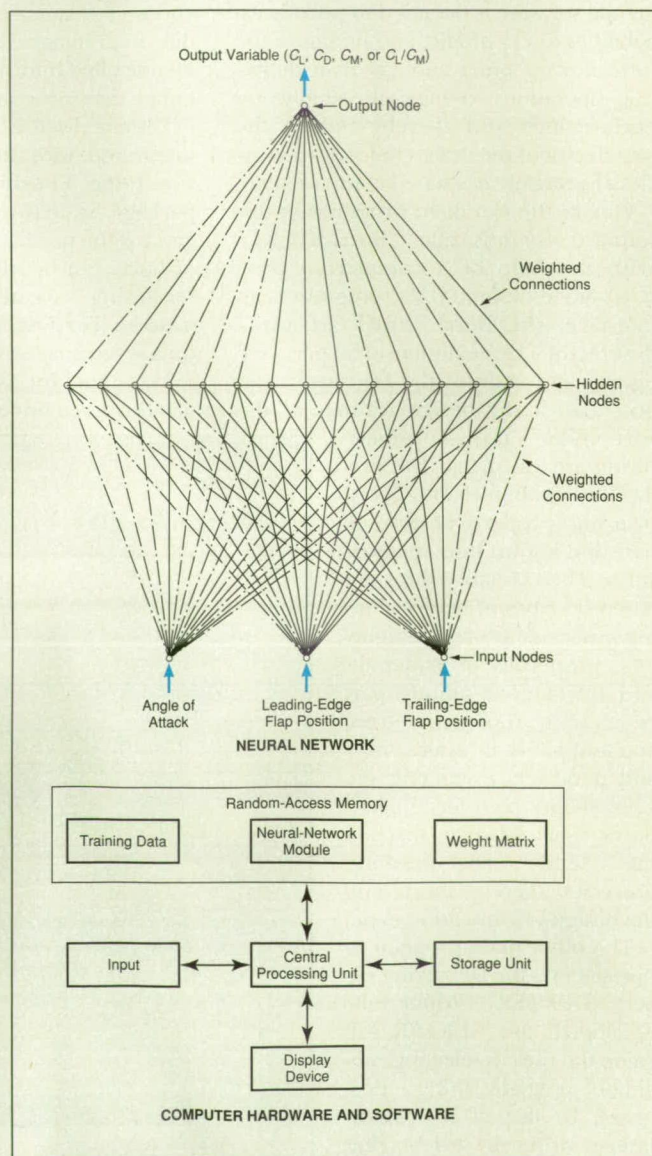 Output Variable (C_L, C_D, C_M, or C_L/C_M)
Output Node
Weighted
Connections
Hidden
Nodes
Weighted
Connections
Input Nodes
Angle of
Attack
Leading-Edge
Flap Position
Trailing-Edge
Flap Position
NEURAL NETWORK
Random-Access Memory
Training Data
Neural-Network
Module
Weight Matrix
Input
Central
Processing Unit
Storage Unit
Display
Device
COMPUTER HARDWARE AND SOFTWARE